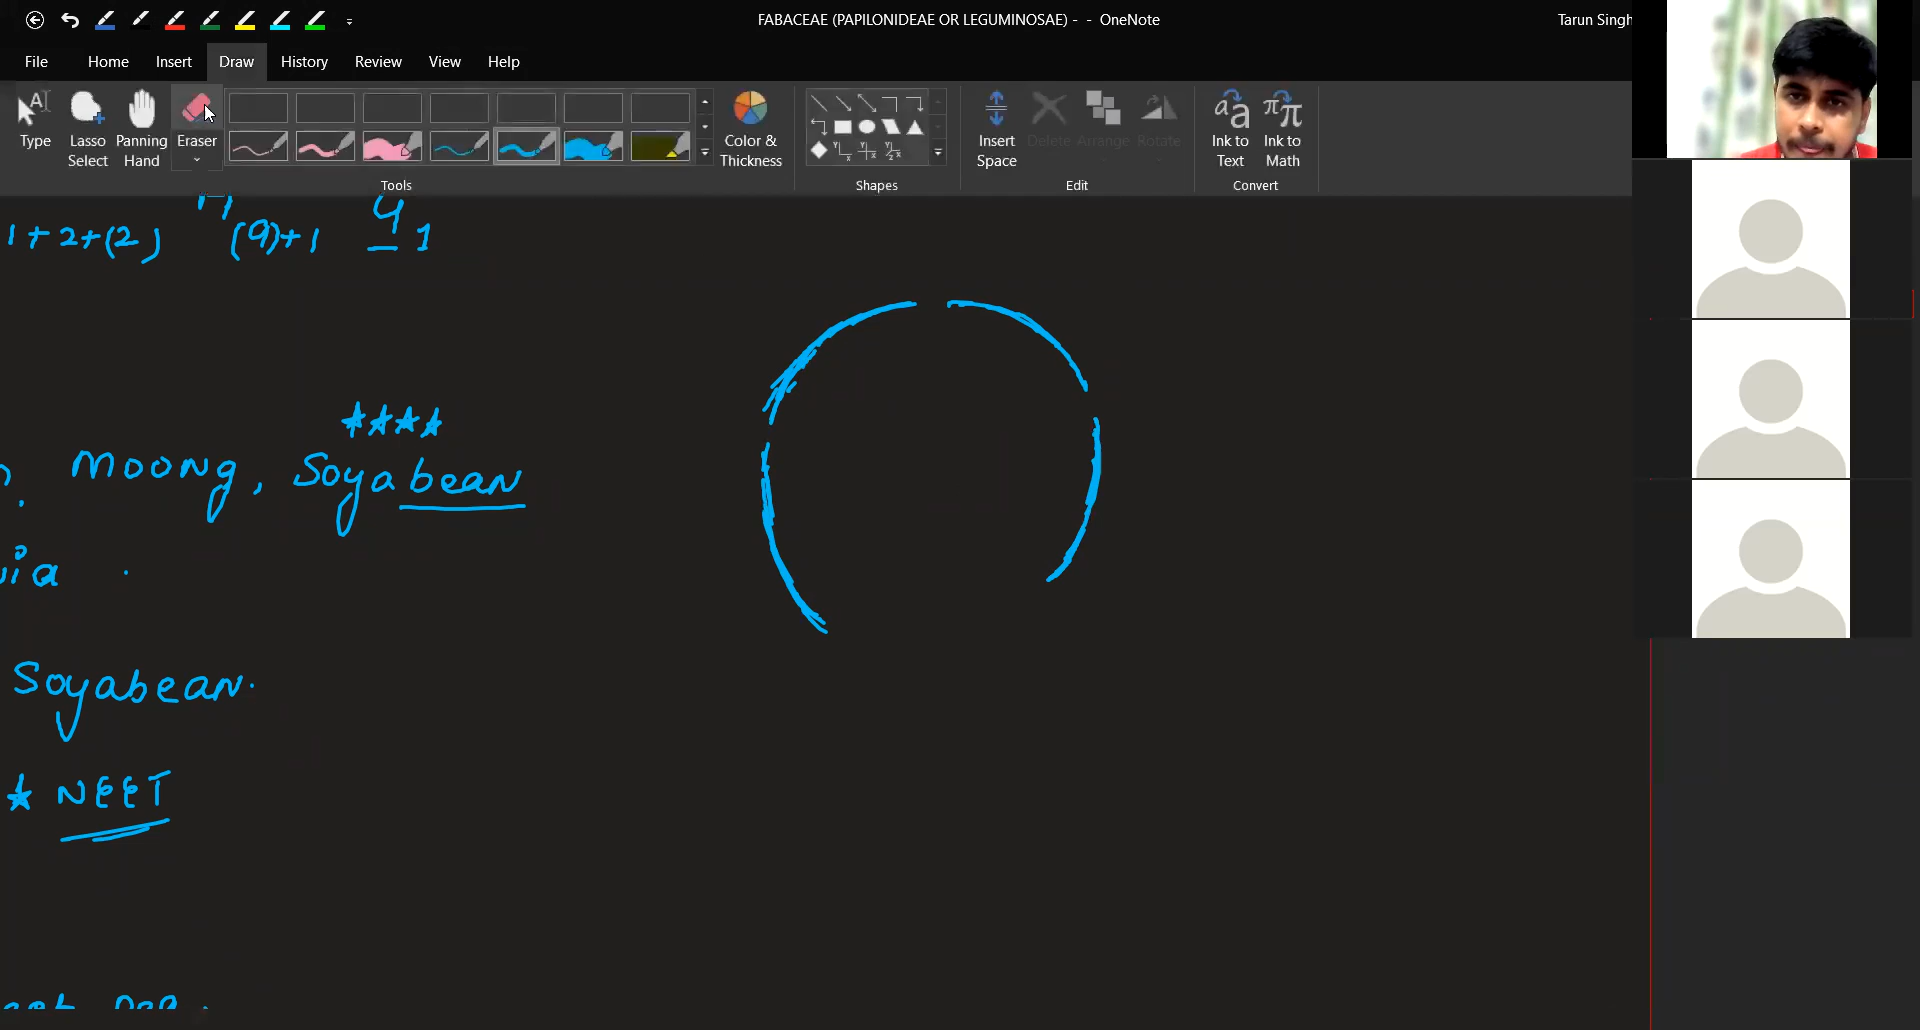 FABACEAE (PAPILONIDEAE OR LEGUMINOSAE) - - OneNote
Tarun Singh
File Home Insert Draw History Review View Help
Type
Lasso Select
Panning Hand
Eraser
Color & Thickness
Insert Space
Delete
Arrange
Rotate
Ink to Text
Ink to Math
Tools
Shapes
Edit
Convert
1+2+(2) (9)+1 1
Moong, Soyabean
Soyabean.
NEET